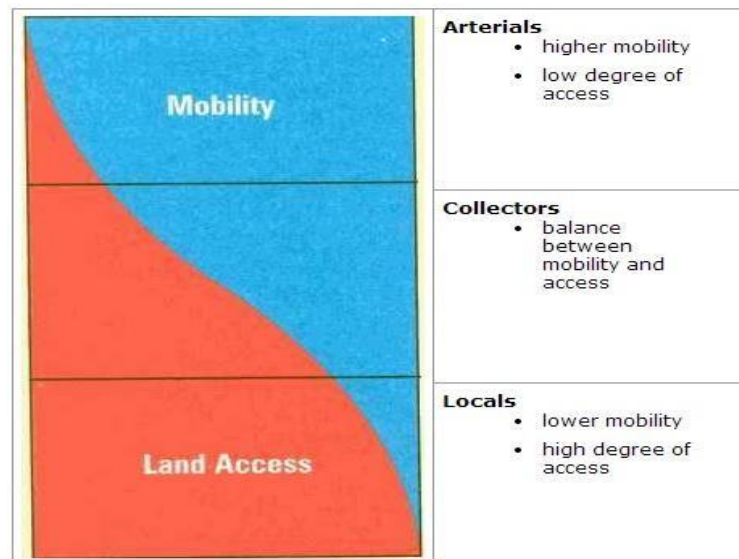 Mobility
Land Access
Arterials
• higher mobility
• low degree of
access
Collectors
• balance
between
mobility and
access
Locals
• lower mobility
• high degree of
access